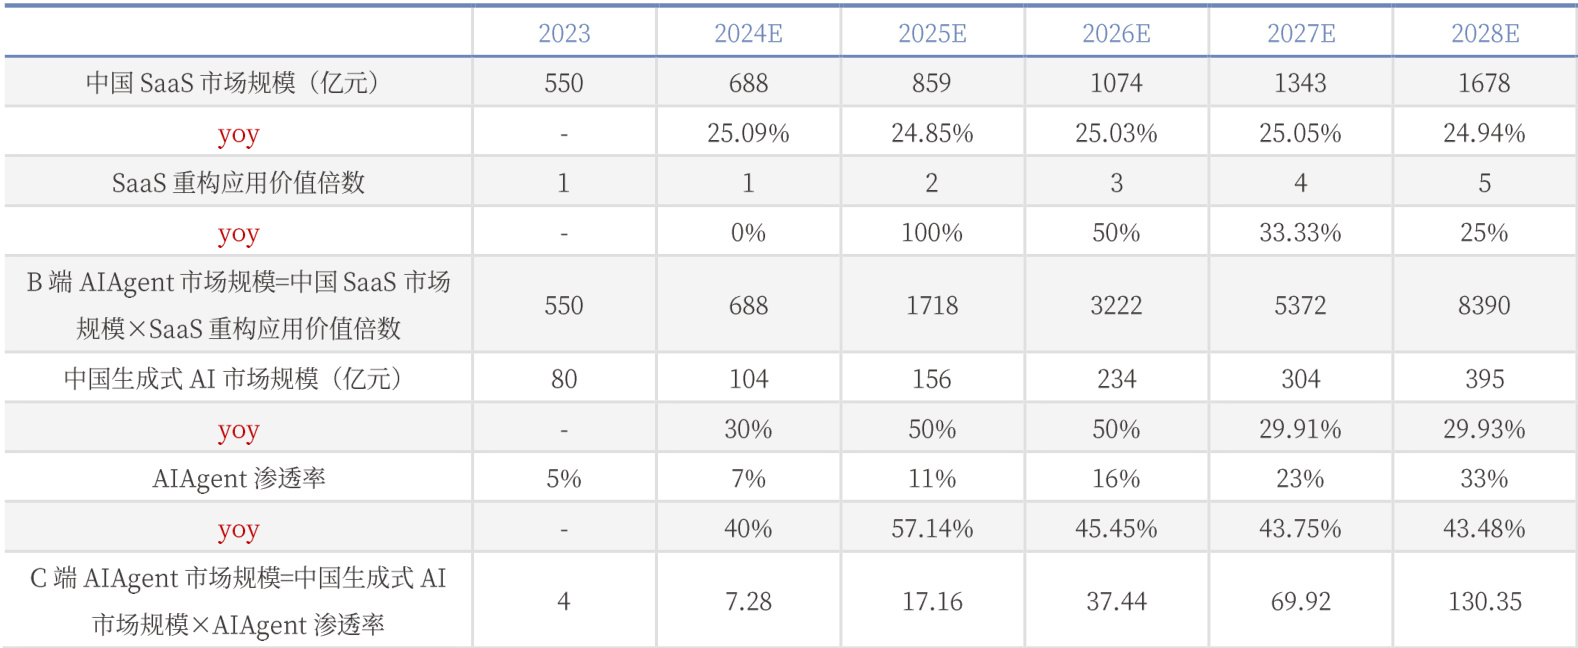 2023 2024E 2025E 2026E 2027E 2028E
中国 SaaS 市场规模（亿元） 550 688 859 1074 1343 1678
yoy - 25.09% 24.85% 25.03% 25.05% 24.94%
SaaS 重构应用价值倍数 1 1 2 3 4 5
yoy - 0% 100% 50% 33.33% 25%
B 端 AIAgent 市场规模=中国 SaaS 市场
规模×SaaS 重构应用价值倍数 550 688 1718 3222 5372 8390
中国生成式 AI 市场规模（亿元） 80 104 156 234 304 395
yoy - 30% 50% 50% 29.91% 29.93%
AIAgent 渗透率 5% 7% 11% 16% 23% 33%
yoy - 40% 57.14% 45.45% 43.75% 43.48%
C 端 AIAgent 市场规模=中国生成式 AI
市场规模×AIAgent 渗透率 4 7.28 17.16 37.44 69.92 130.35